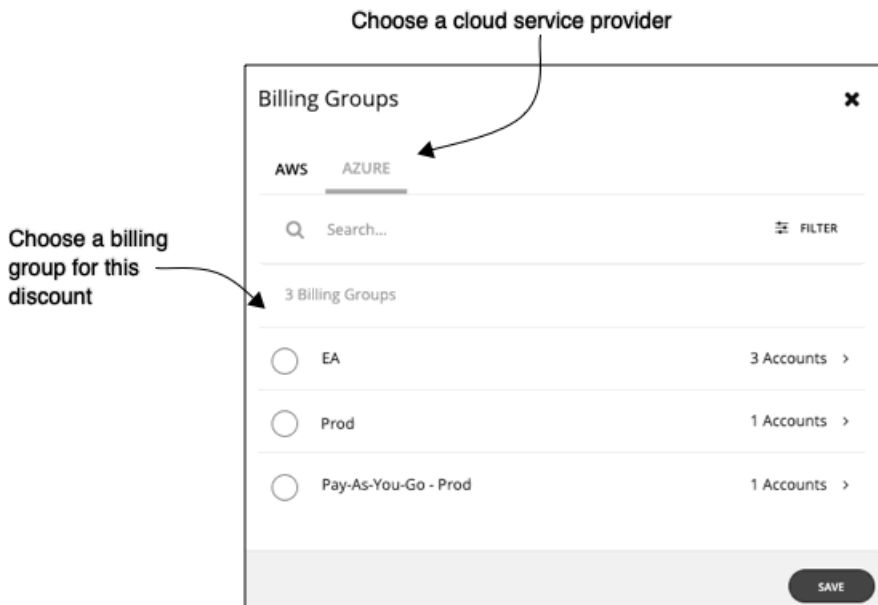 Choose a cloud service provider
Billing Groups
AWS AZURE
Search... FILTER
Choose a billing
group for this
discount
3 Billing Groups
EA 3 Accounts >
Prod 1 Accounts >
Pay-As-You-Go - Prod 1 Accounts >
SAVE